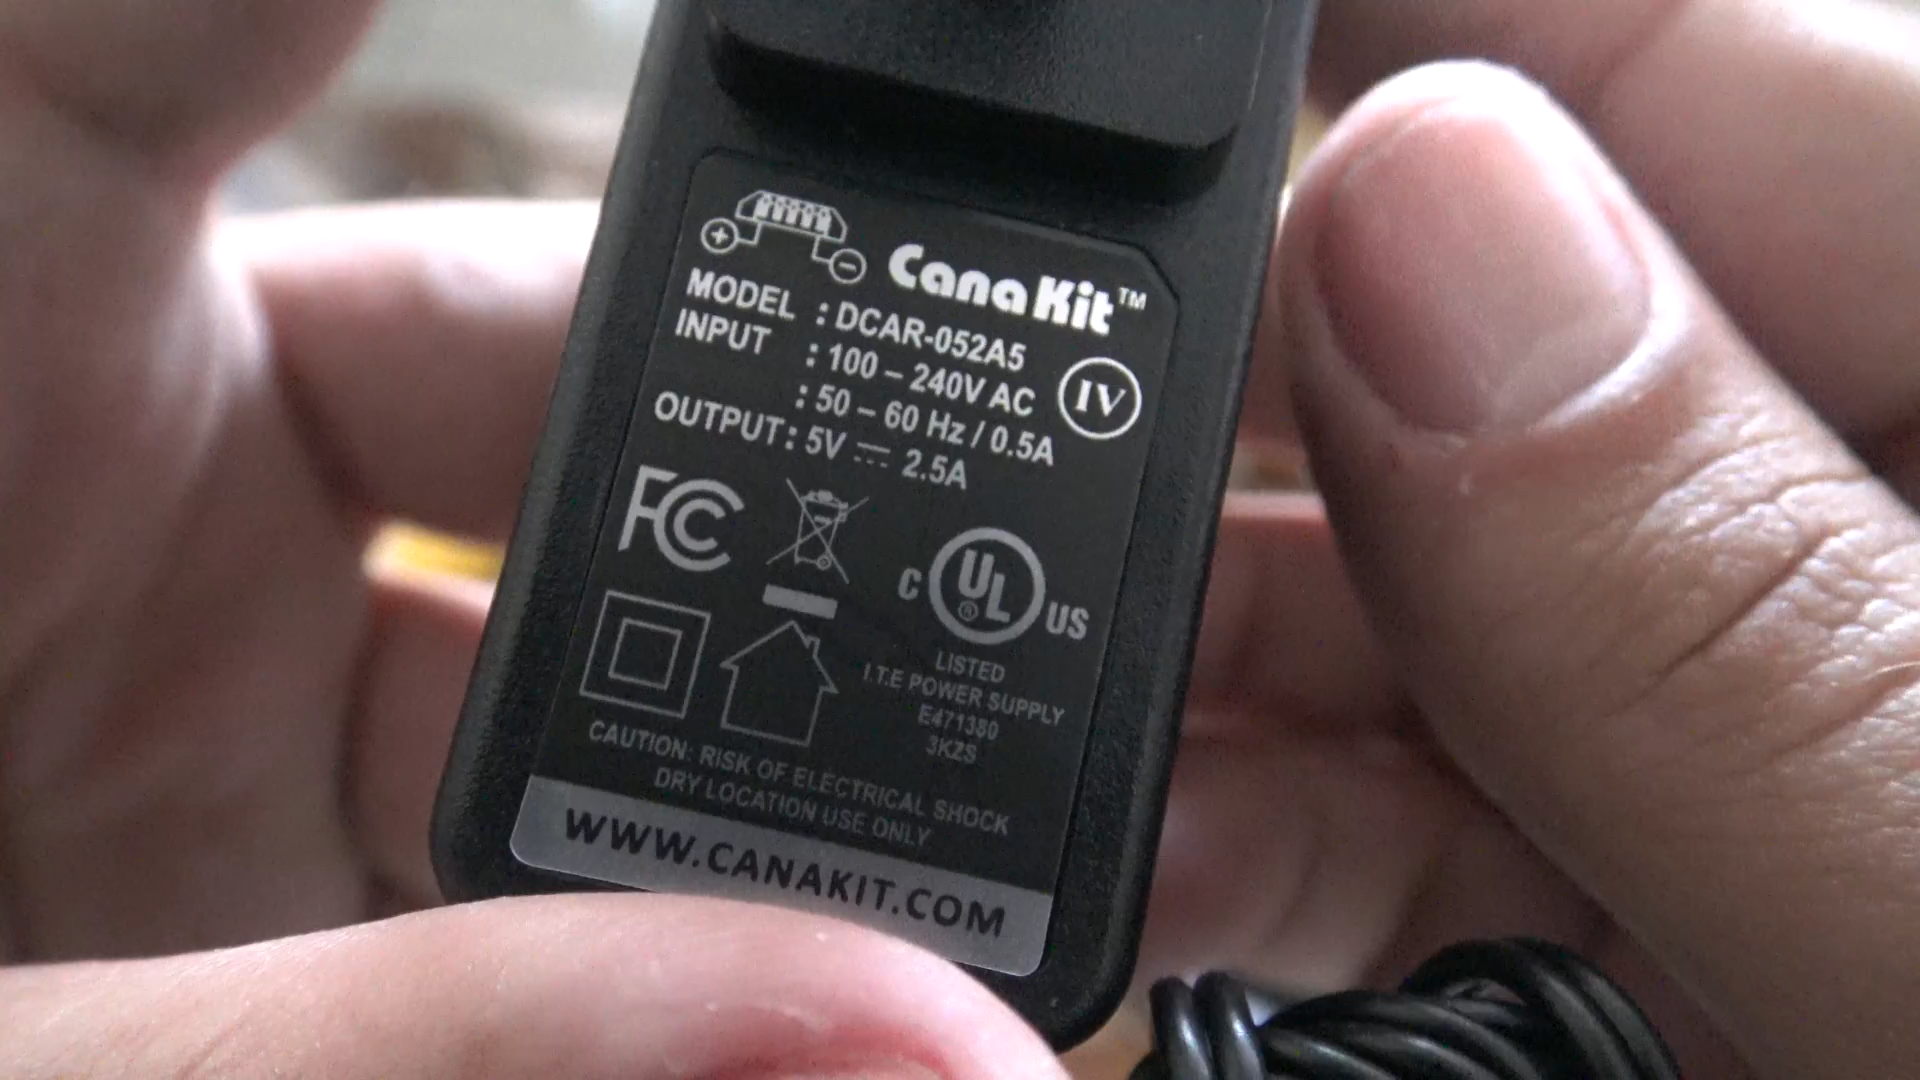 CanaKit™
MODEL : DCAR-052A5
INPUT : 100 – 240V AC
: 50 – 60 Hz / 0.5A
IV
OUTPUT : 5V ⎓ 2.5A
FC
C UL® US
LISTED
I.T.E POWER SUPPLY
E471380
3KZS
CAUTION: RISK OF ELECTRICAL SHOCK
DRY LOCATION USE ONLY
WWW.CANAKIT.COM